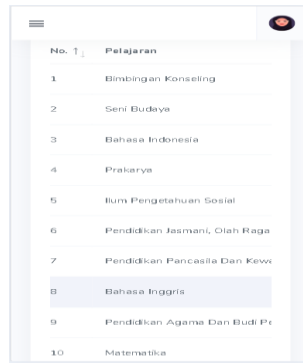 No. ↑↓ Pelajaran
1 Bimbingan Konseling
2 Seni Budaya
3 Bahasa Indonesia
4 Prakarya
5 Ilum Pengetahuan Sosial
6 Pendidikan Jasmani, Olah Raga
7 Pendidikan Pancasila Dan Kewa
8 Bahasa Inggris
9 Pendidikan Agama Dan Budi Pe
10 Matematika